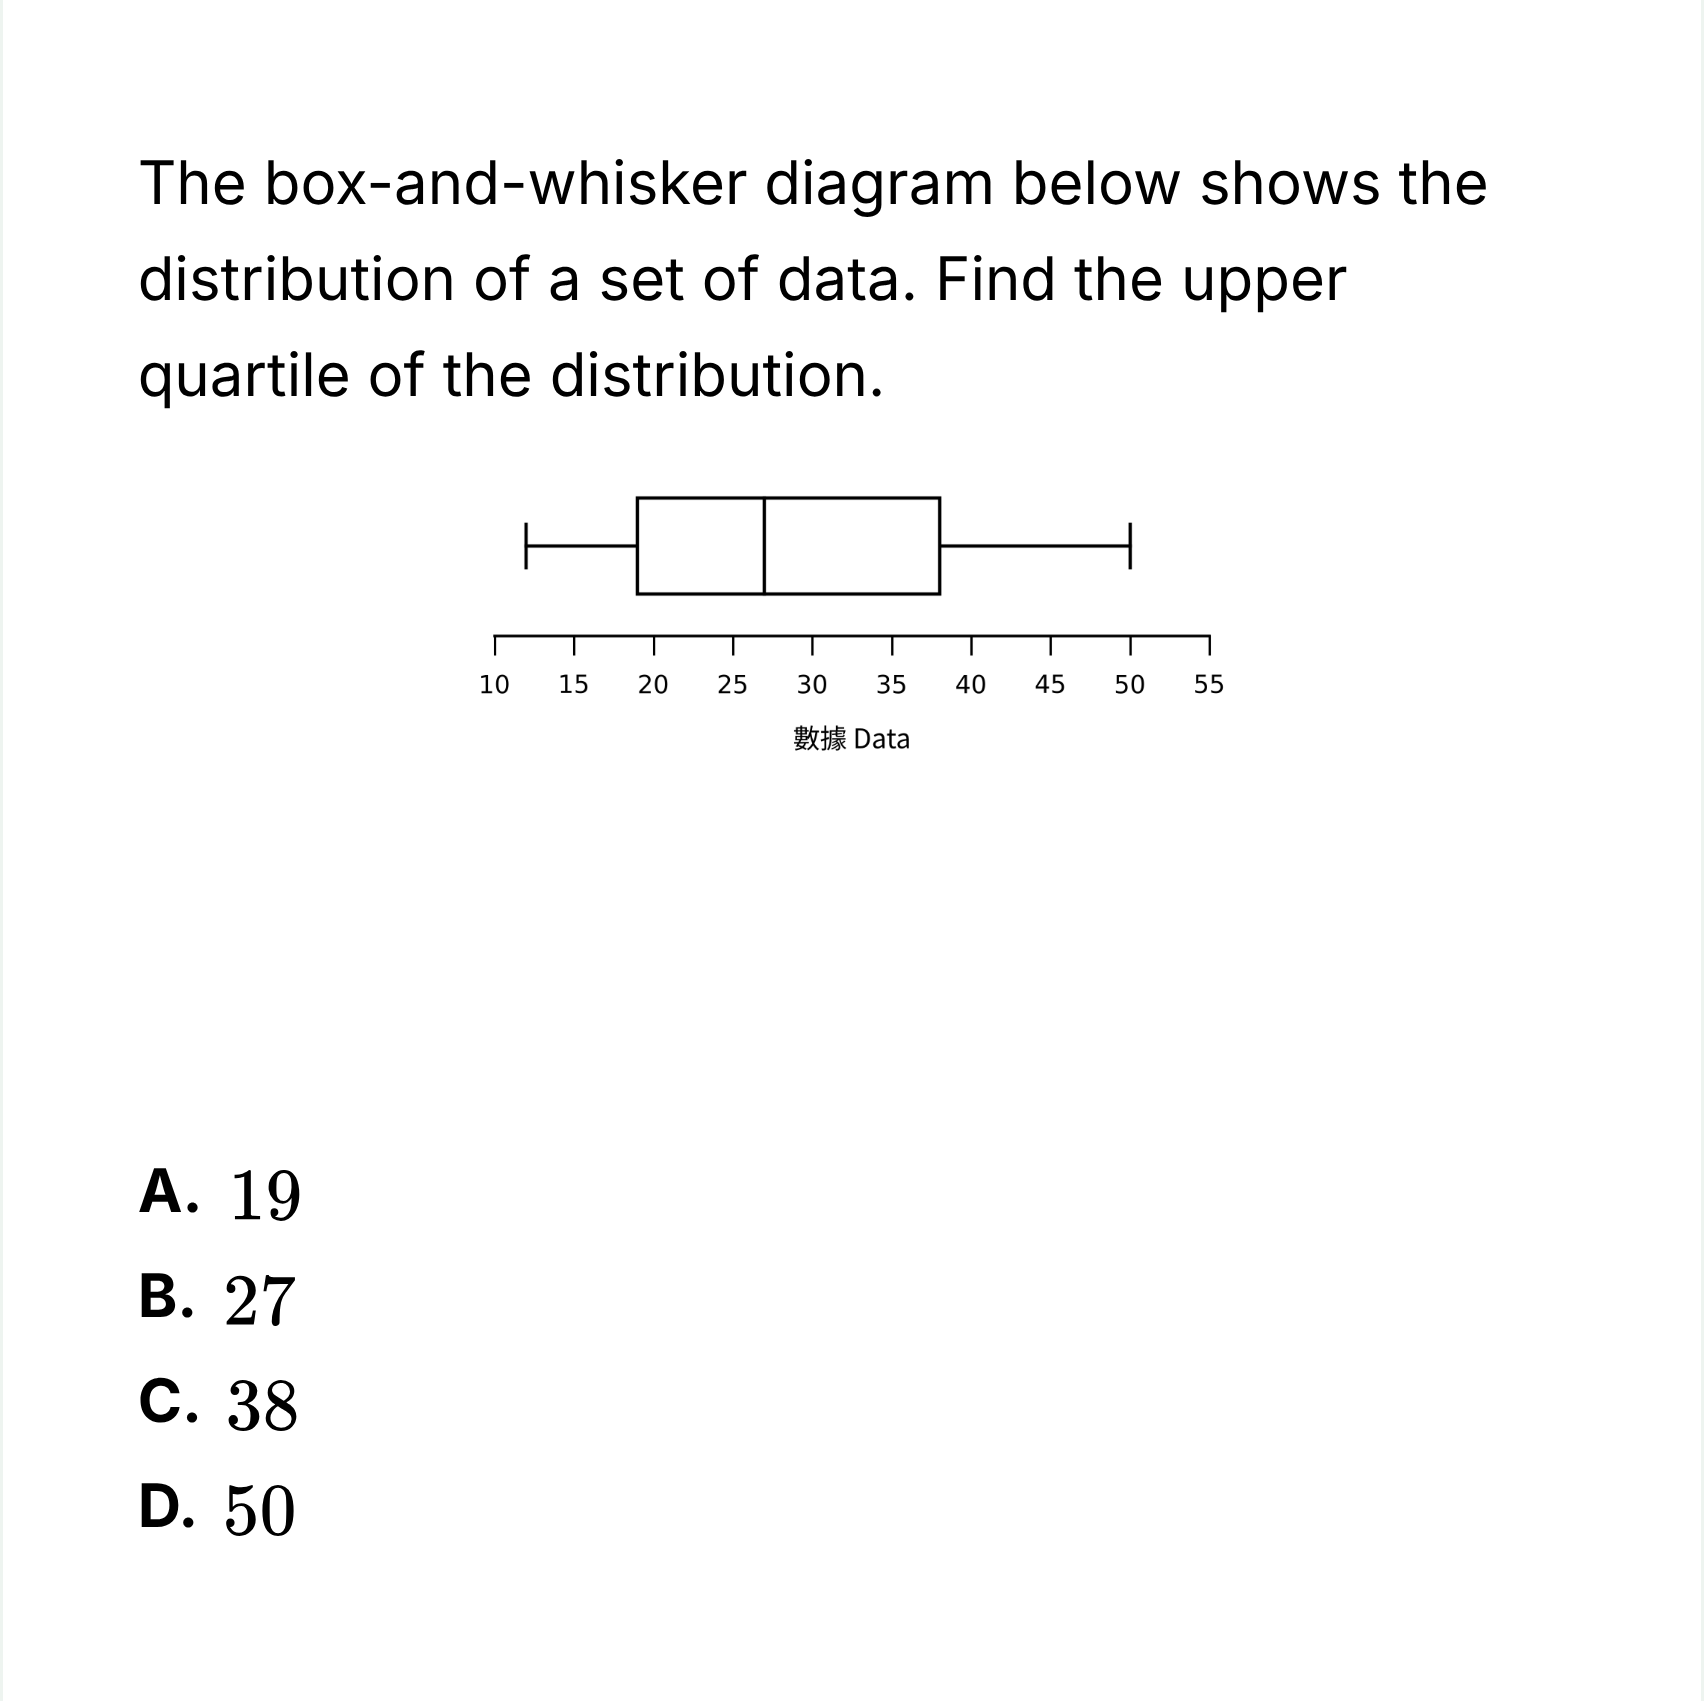 The box-and-whisker diagram below shows the
distribution of a set of data. Find the upper
quartile of the distribution.
10 15 20 25 30 35 40 45 50 55
數據 Data
A. 19
B. 27
C. 38
D. 50